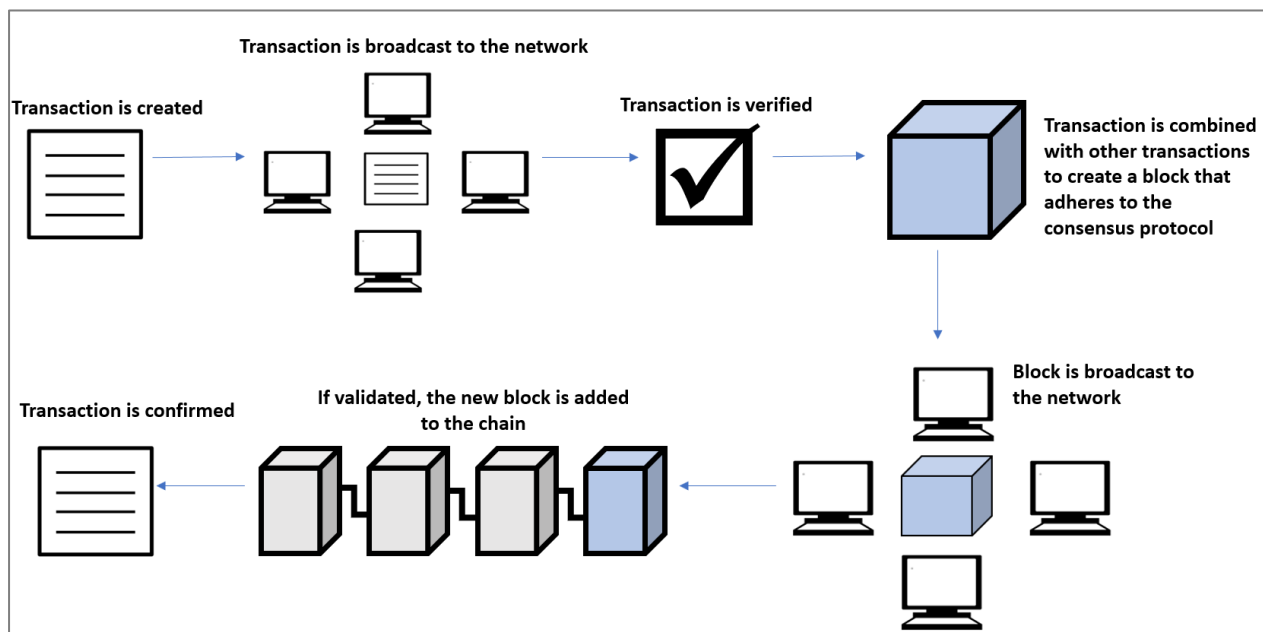 Transaction is created
Transaction is broadcast to the network
Transaction is verified
Transaction is combined
with other transactions
to create a block that
adheres to the
consensus protocol
Block is broadcast to
the network
If validated, the new block is added
to the chain
Transaction is confirmed